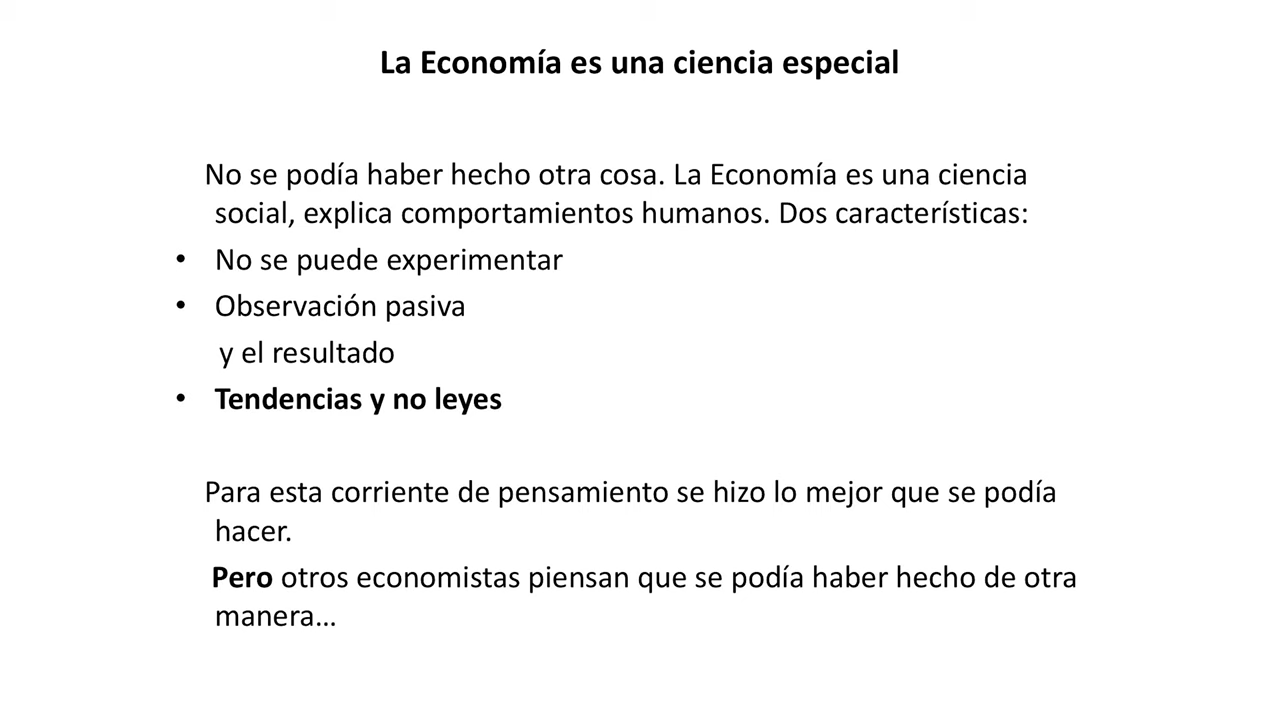 La Economía es una ciencia especial
No se podía haber hecho otra cosa. La Economía es una ciencia
social, explica comportamientos humanos. Dos características:
• No se puede experimentar
• Observación pasiva
y el resultado
• Tendencias y no leyes
Para esta corriente de pensamiento se hizo lo mejor que se podía
hacer.
Pero otros economistas piensan que se podía haber hecho de otra
manera…